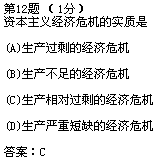 第12题 （1分）
资本主义经济危机的实质是
(A)生产过剩的经济危机
(B)生产不足的经济危机
(C)生产相对过剩的经济危机
(D)生产严重短缺的经济危机
答案：C